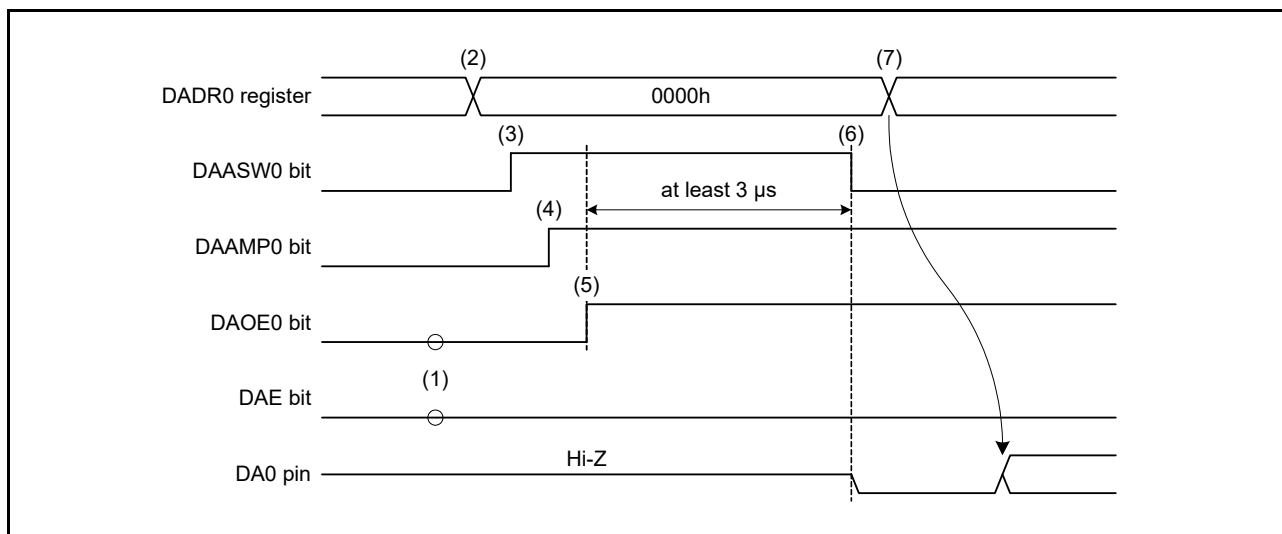 (2)
(7)
DADR0 register
0000h
(3)
(6)
DAASW0 bit
at least 3 µs
(4)
DAAMP0 bit
(5)
DAOE0 bit
(1)
DAE bit
Hi-Z
DA0 pin